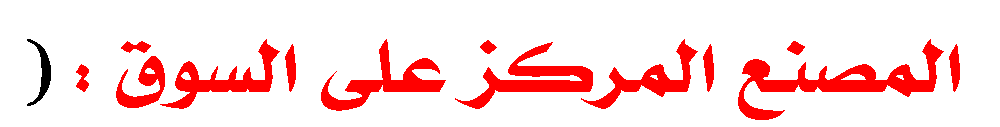 المصنع المركز على السوق : (